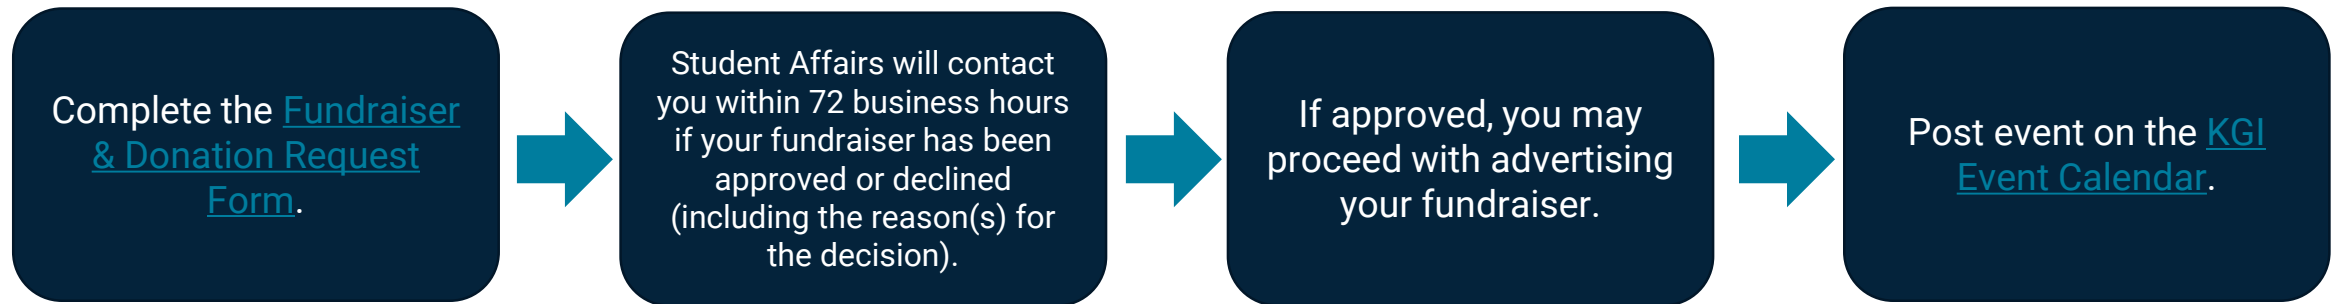 Complete the Fundraiser
& Donation Request
Form.
Student Affairs will contact
you within 72 business hours
if your fundraiser has been
approved or declined
(including the reason(s) for
the decision).
If approved, you may
proceed with advertising
your fundraiser.
Post event on the KGI
Event Calendar.